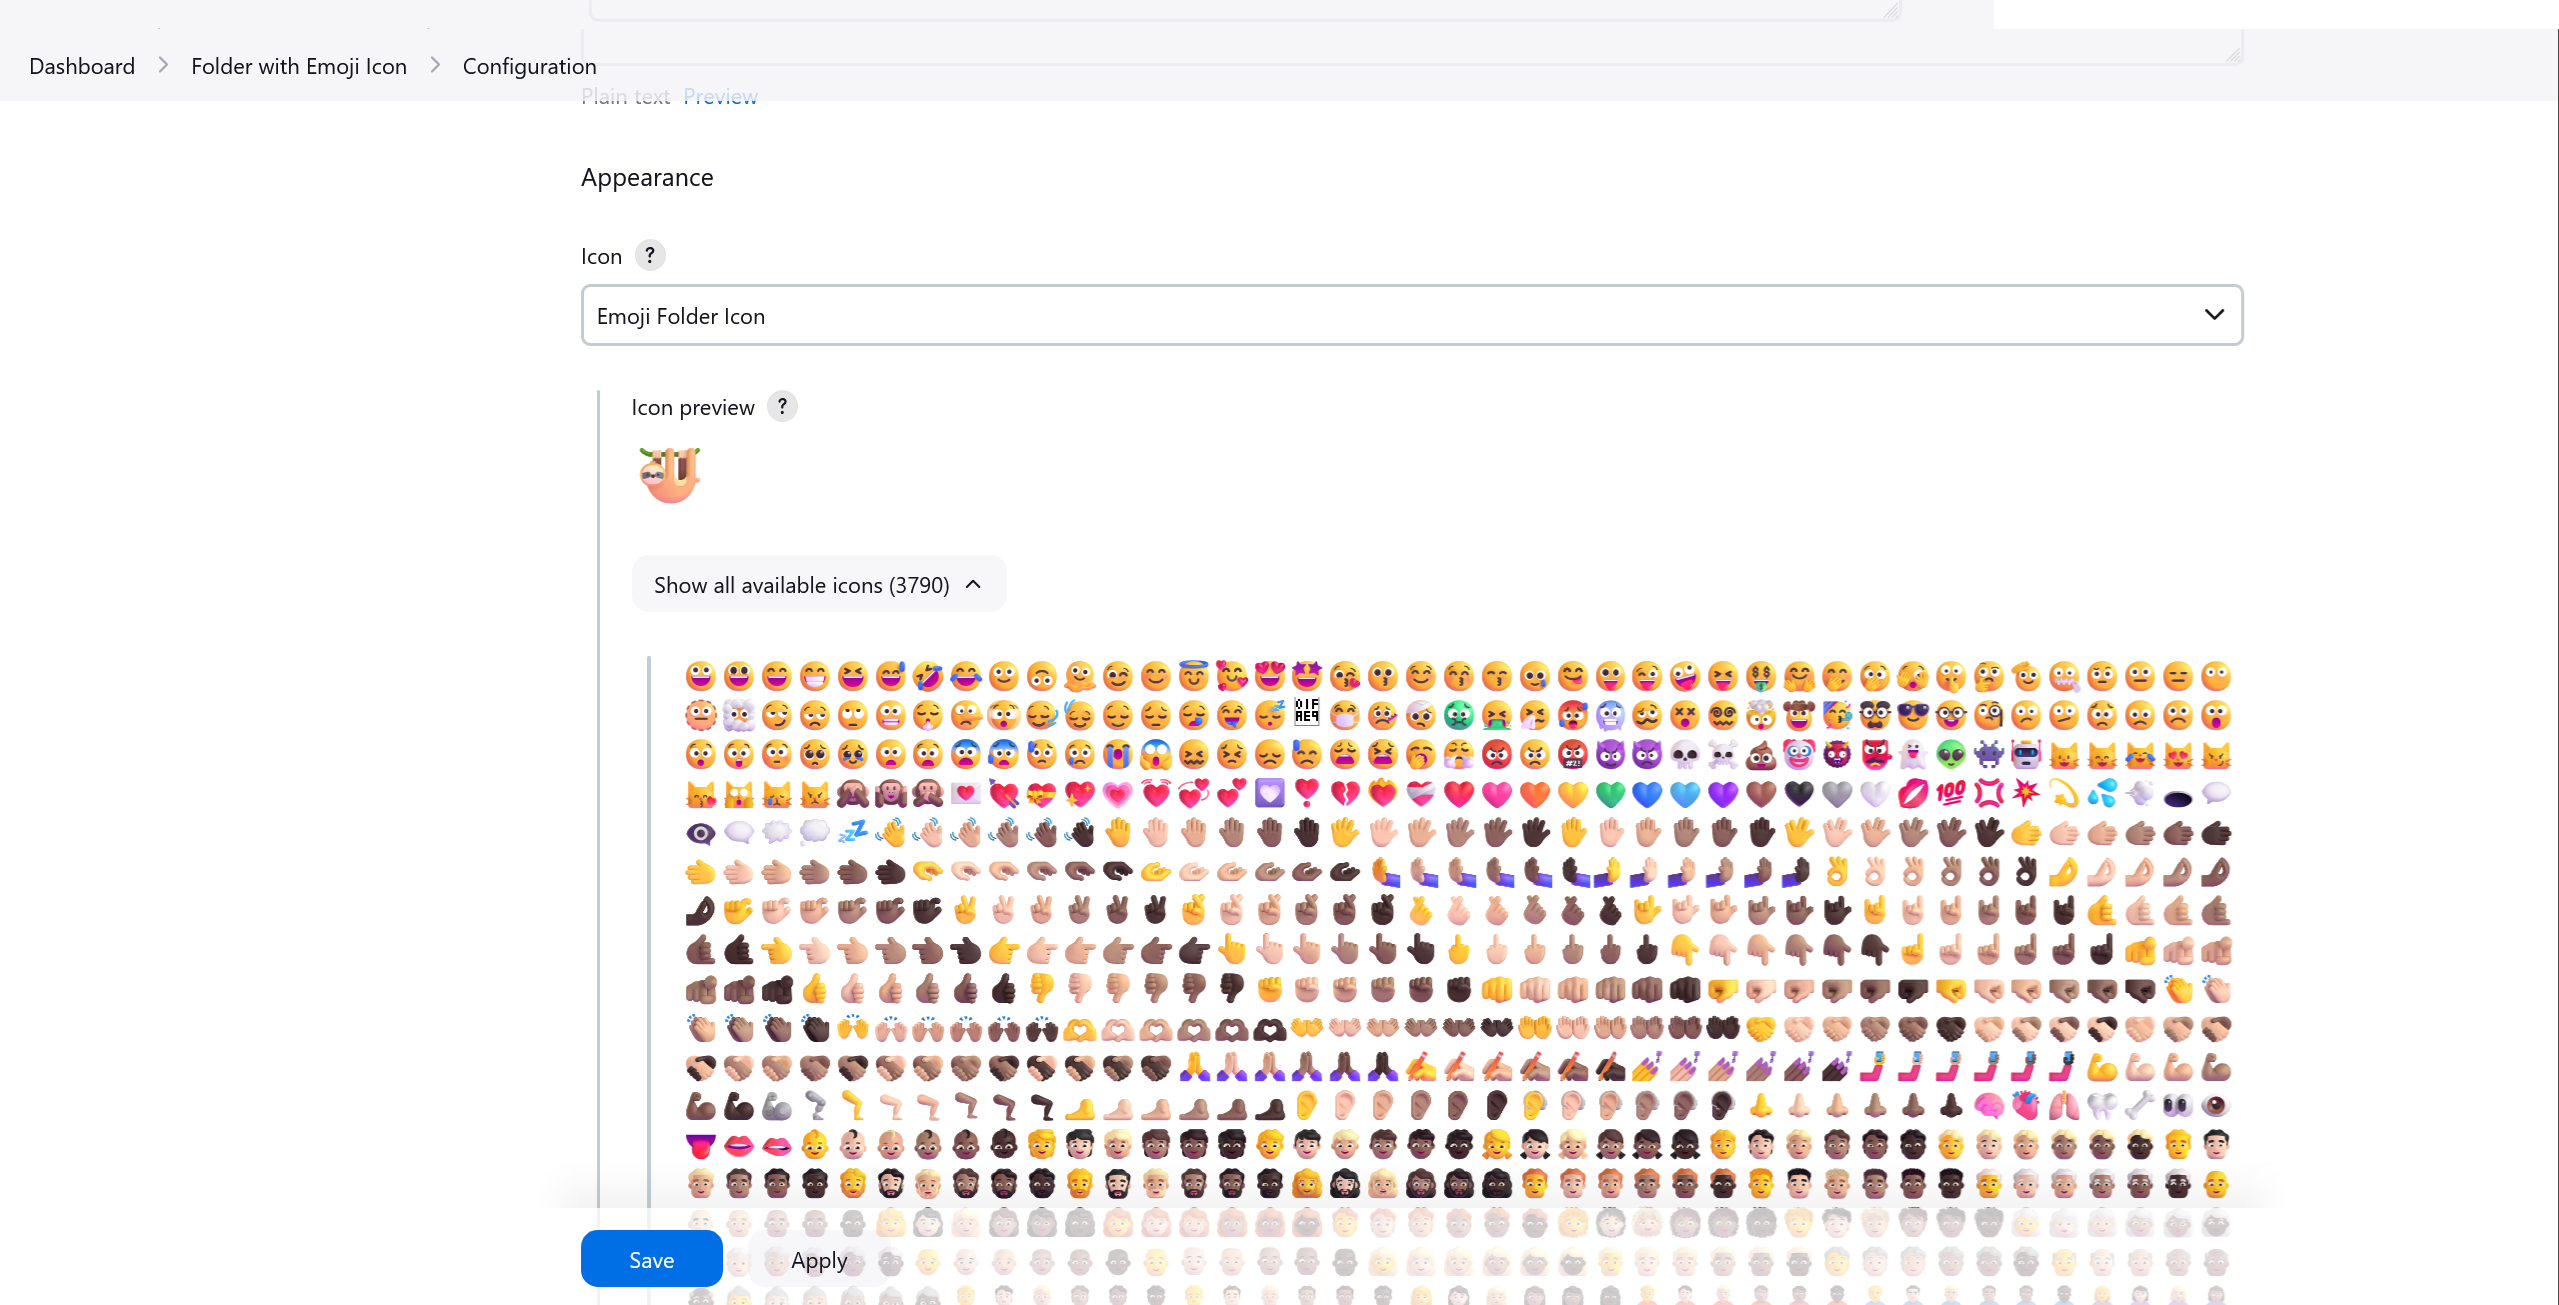 Dashboard > Folder with Emoji Icon > Configuration
Plain text Preview
Appearance
Icon ?
Emoji Folder Icon
Icon preview ?
Show all available icons (3790)
Save Apply